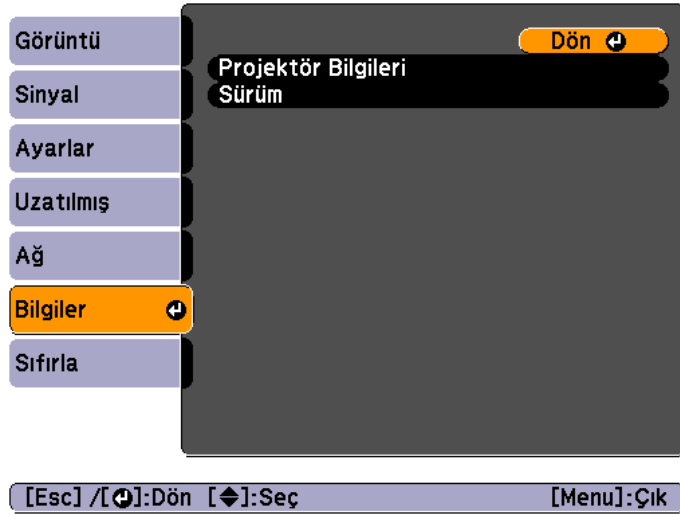 Görüntü
Sinyal
Ayarlar
Uzatılmış
Ağ
Bilgiler
Sıfırla
Dön
Projektör Bilgileri
Sürüm
[Esc] /[]:Dön []:Seç [Menu]:Çık